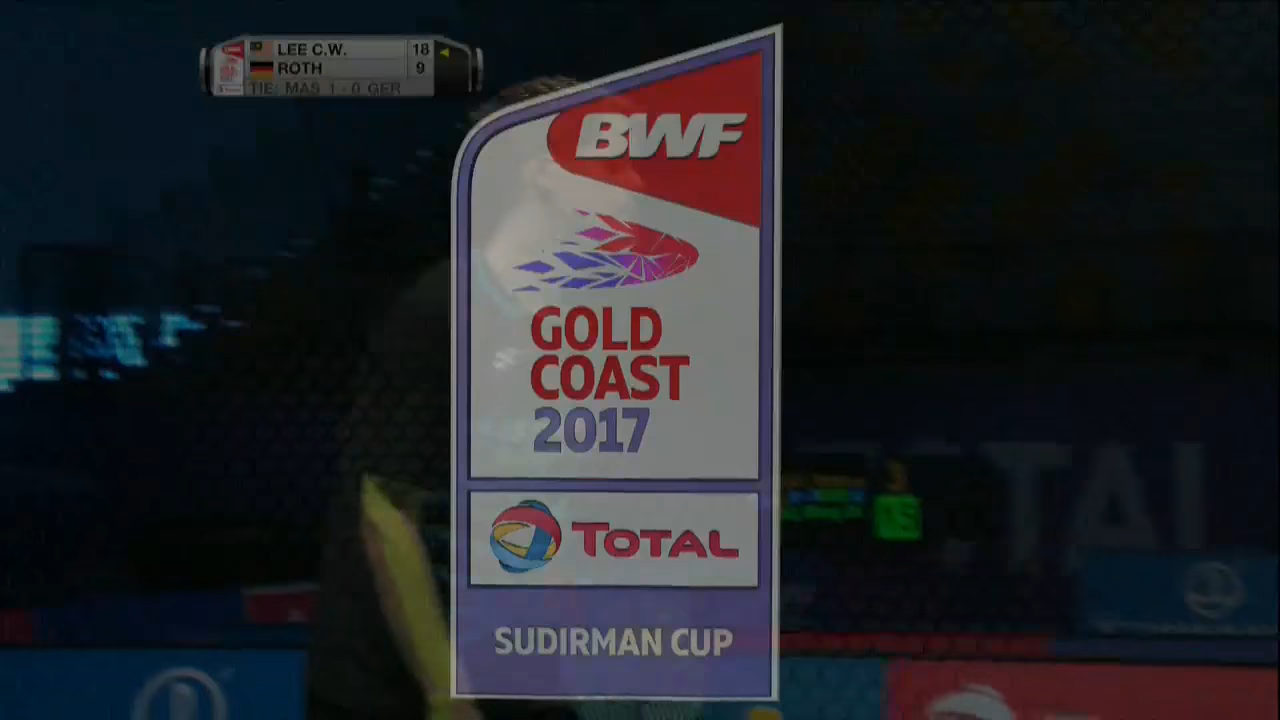 LEE C.W. 18
ROTH 9
TIE: MAS 1 - 0 GER
BWF
GOLD
COAST
2017
TOTAL
SUDIRMAN CUP